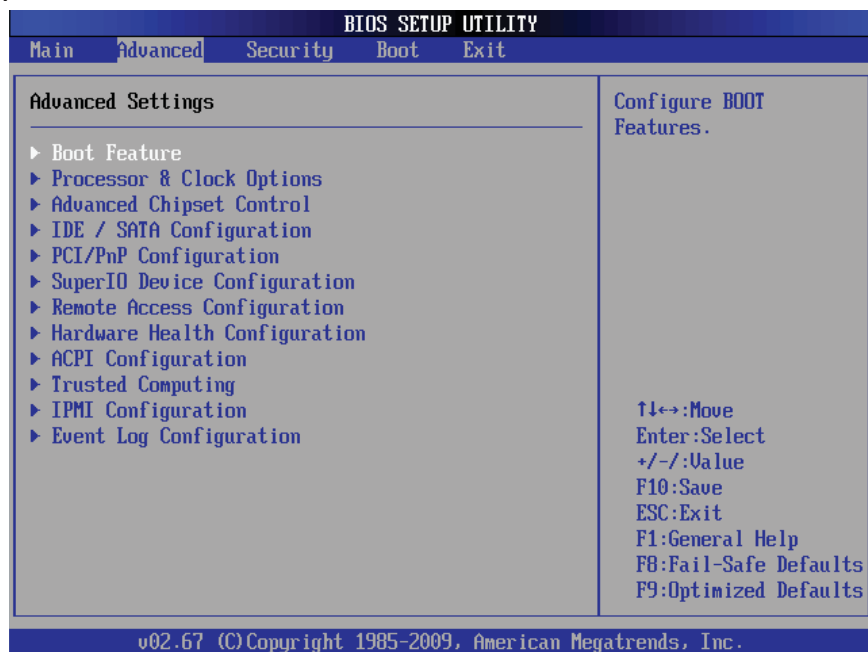 BIOS SETUP UTILITY
Main Advanced Security Boot Exit
Advanced Settings
▶ Boot Feature
▶ Processor & Clock Options
▶ Advanced Chipset Control
▶ IDE / SATA Configuration
▶ PCI/PnP Configuration
▶ SuperIO Device Configuration
▶ Remote Access Configuration
▶ Hardware Health Configuration
▶ ACPI Configuration
▶ Trusted Computing
▶ IPMI Configuration
▶ Event Log Configuration
Configure BOOT
Features.
↑↓←→:Move
Enter:Select
+/-/:Value
F10:Save
ESC:Exit
F1:General Help
F8:Fail-Safe Defaults
F9:Optimized Defaults
v02.67 (C)Copyright 1985-2009, American Megatrends, Inc.